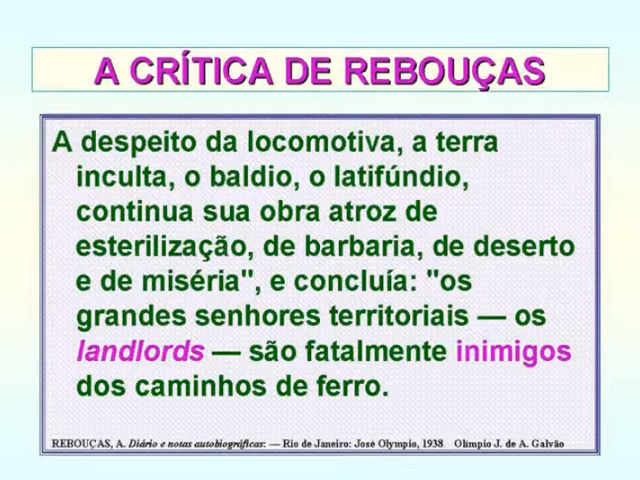 A CRÍTICA DE REBOUÇAS
A despeito da locomotiva, a terra
inculta, o baldio, o latifúndio,
continua sua obra atroz de
esterilização, de barbaria, de deserto
e de miséria", e concluía: "os
grandes senhores territoriais — os
landlords — são fatalmente inimigos
dos caminhos de ferro.
REBOUÇAS, A. Diário e notas autobiográficas: — Rio de Janeiro: José Olympio, 1938 Olímpio J. de A. Galvão